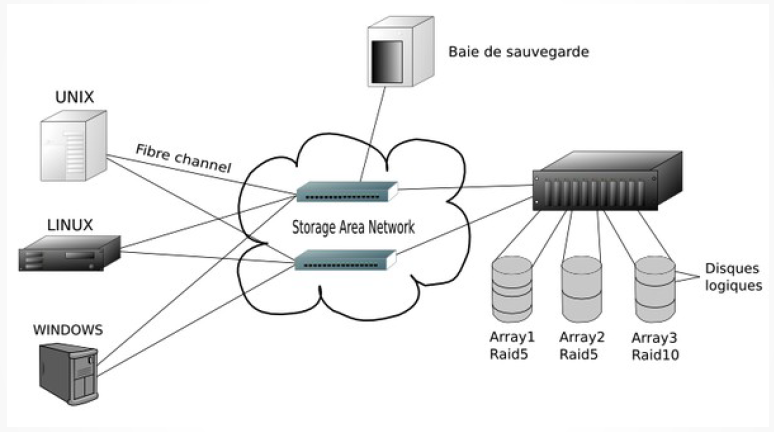 Baie de sauvegarde
UNIX
Fibre channel
LINUX
Storage Area Network
WINDOWS
Disques
logiques
Array1
Raid5
Array2
Raid5
Array3
Raid10